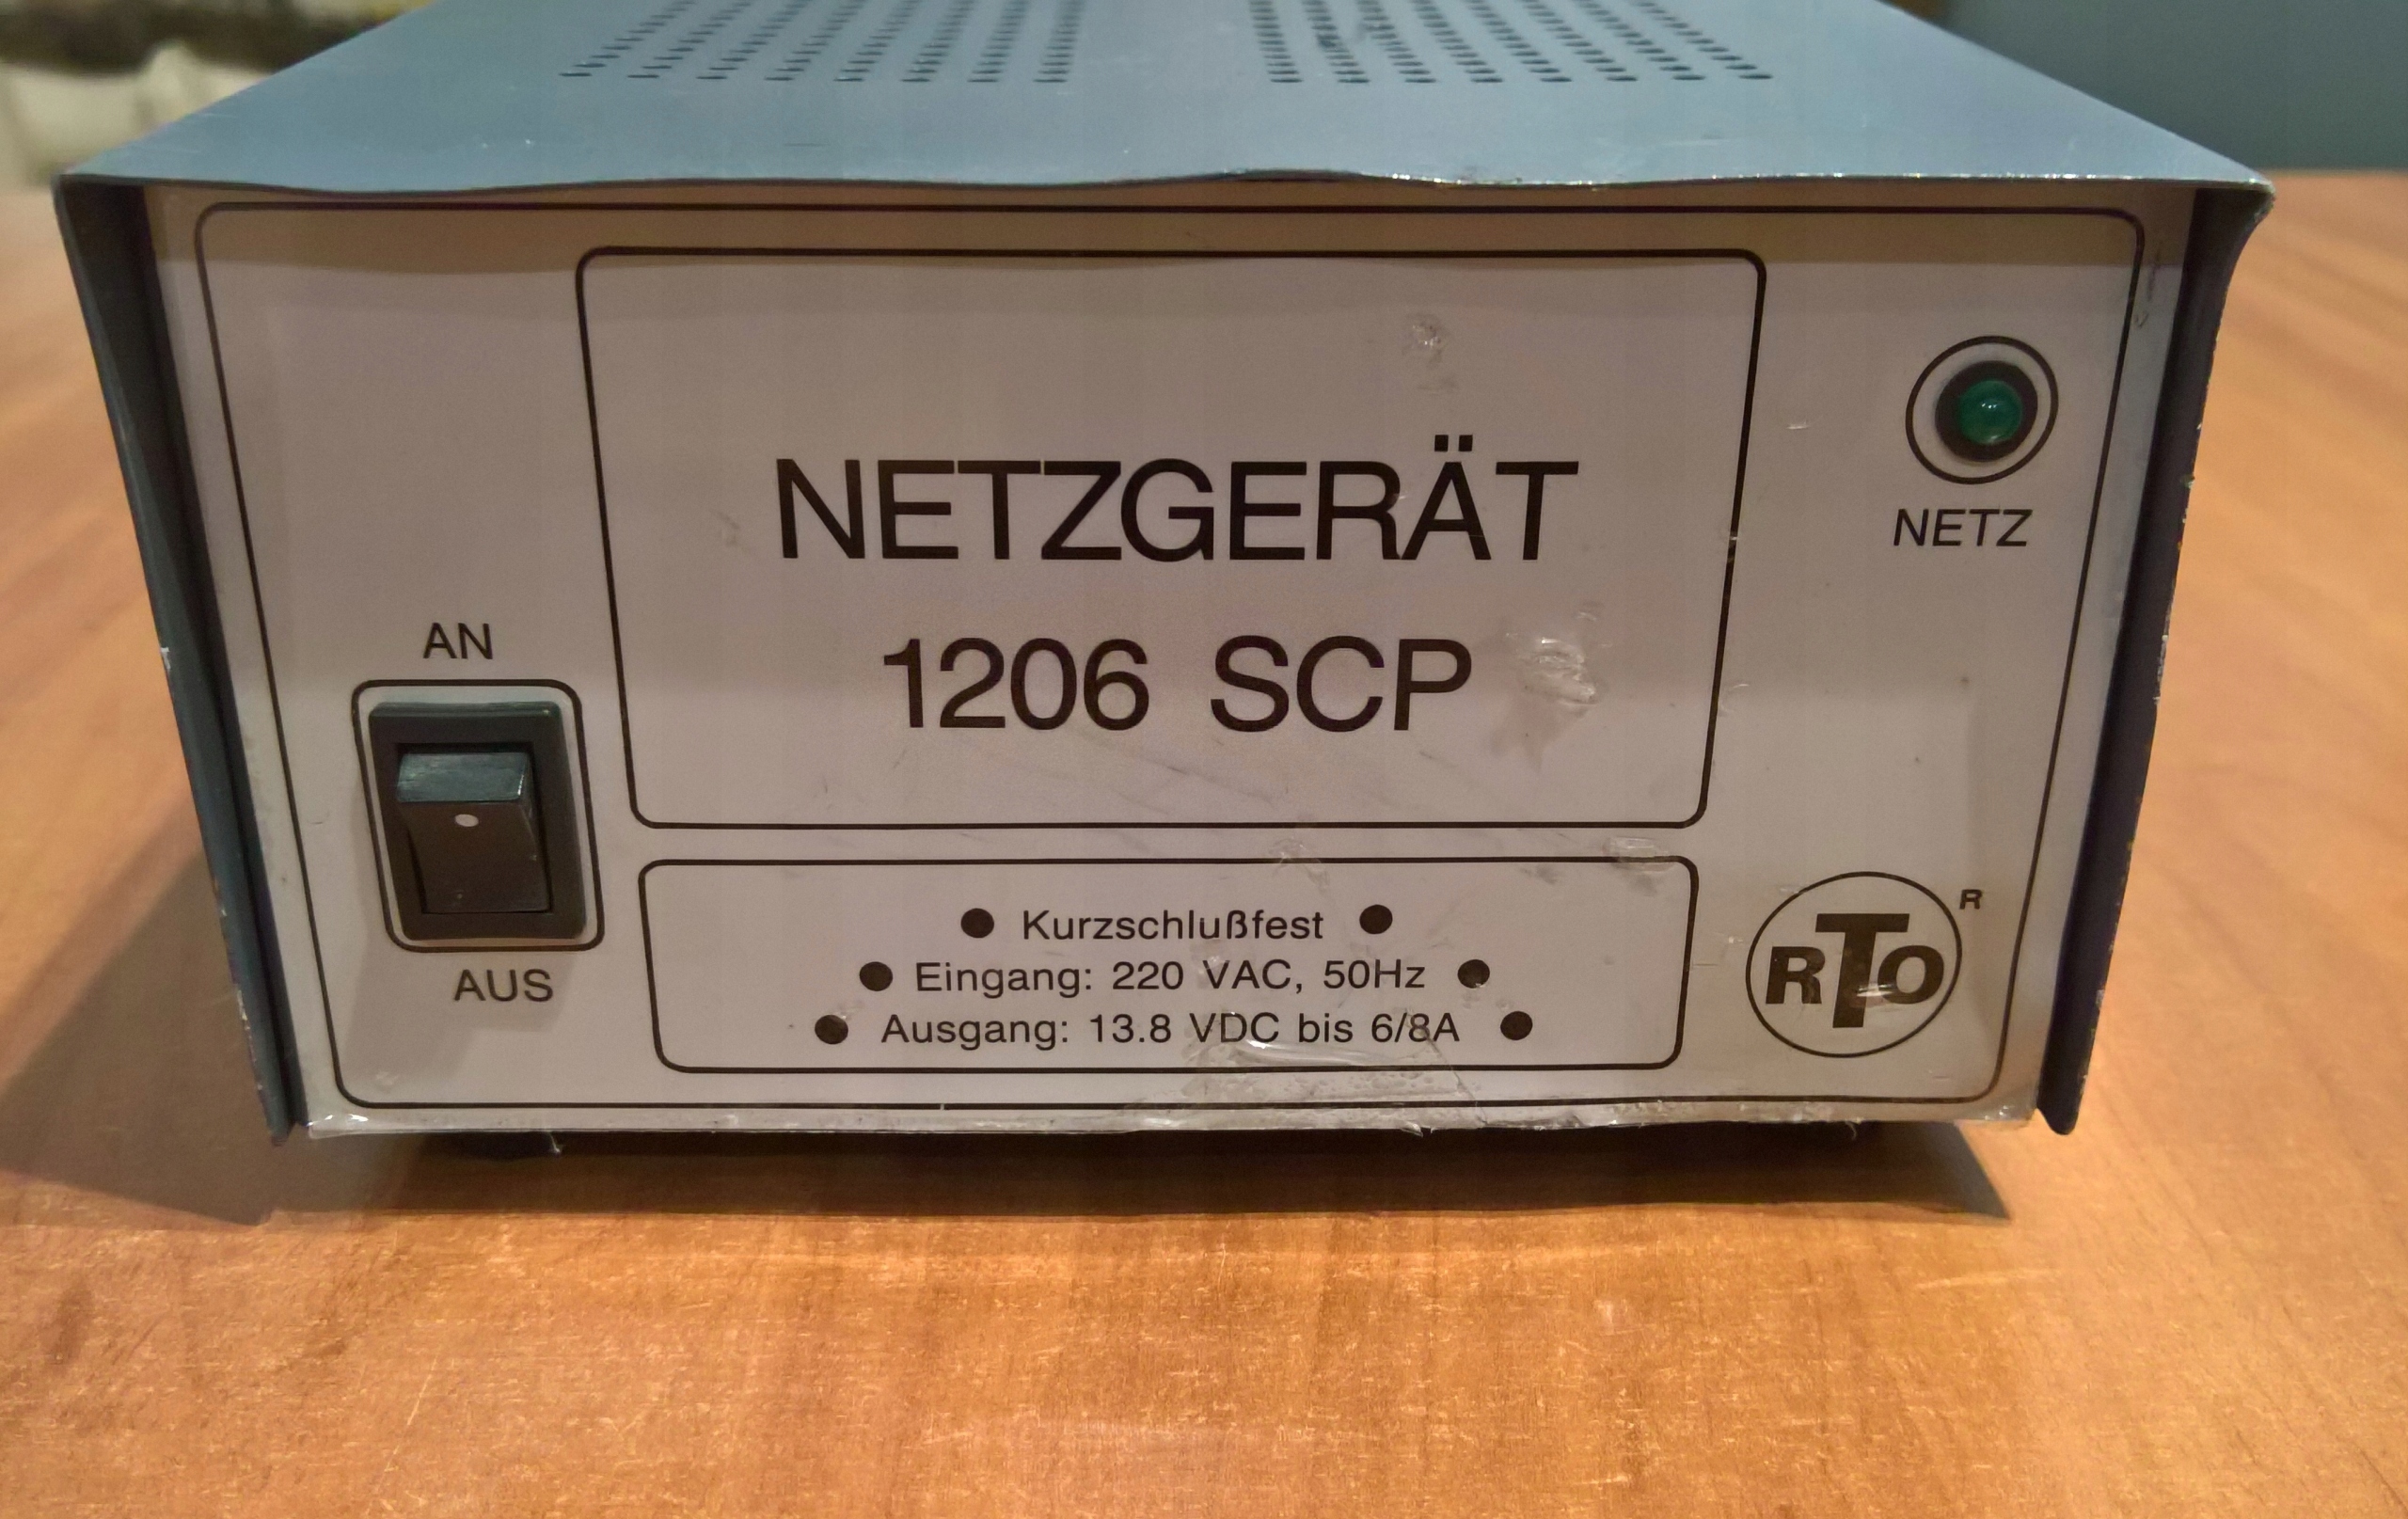 NETZGERÄT
1206 SCP
NETZ
AN
AUS
● Kurzschlußfest ●
● Eingang: 220 VAC, 50Hz ●
● Ausgang: 13.8 VDC bis 6/8A ●
RTO
R